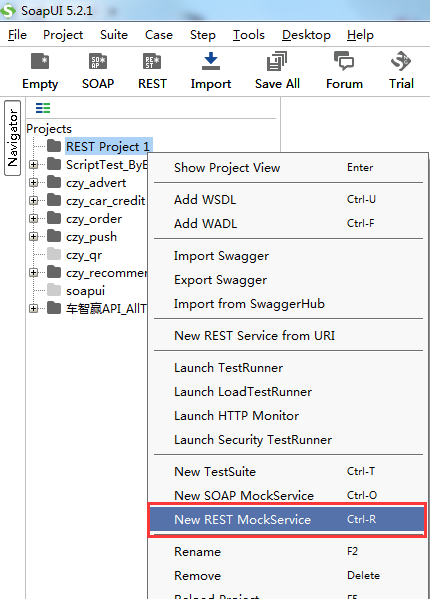 SoapUI 5.2.1
File Project Suite Case Step Tools Desktop Help
Empty SOAP REST Import Save All Forum Trial
Navigator
Projects
REST Project 1
ScriptTest_ByE
czy_advert
czy_car_credit
czy_order
czy_push
czy_qr
czy_recommen
soapui
车智赢API_AllT
Show Project View Enter
Add WSDL Ctrl-U
Add WADL Ctrl-F
Import Swagger
Export Swagger
Import from SwaggerHub
New REST Service from URI
Launch TestRunner
Launch LoadTestRunner
Launch HTTP Monitor
Launch Security TestRunner
New TestSuite Ctrl-T
New SOAP MockService Ctrl-O
New REST MockService Ctrl-R
Rename F2
Remove Delete
Reload Project F5